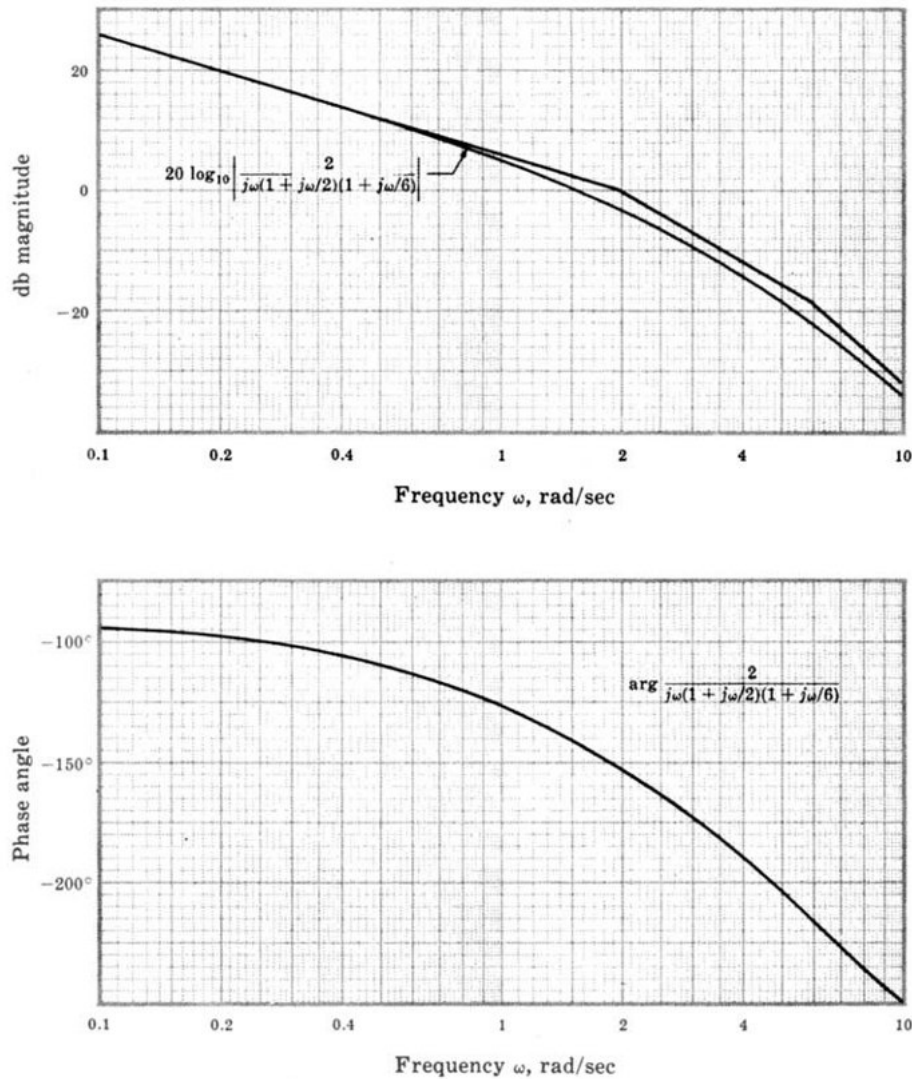 20
0
−20
db magnitude
20 log₁₀ | 2 / jω(1 + jω/2)(1 + jω/6) |
0.1 0.2 0.4 1 2 4 10
Frequency ω, rad/sec
−100°
−150°
−200°
Phase angle
arg 2 / jω(1 + jω/2)(1 + jω/6)
0.1 0.2 0.4 1 2 4 10
Frequency ω, rad/sec